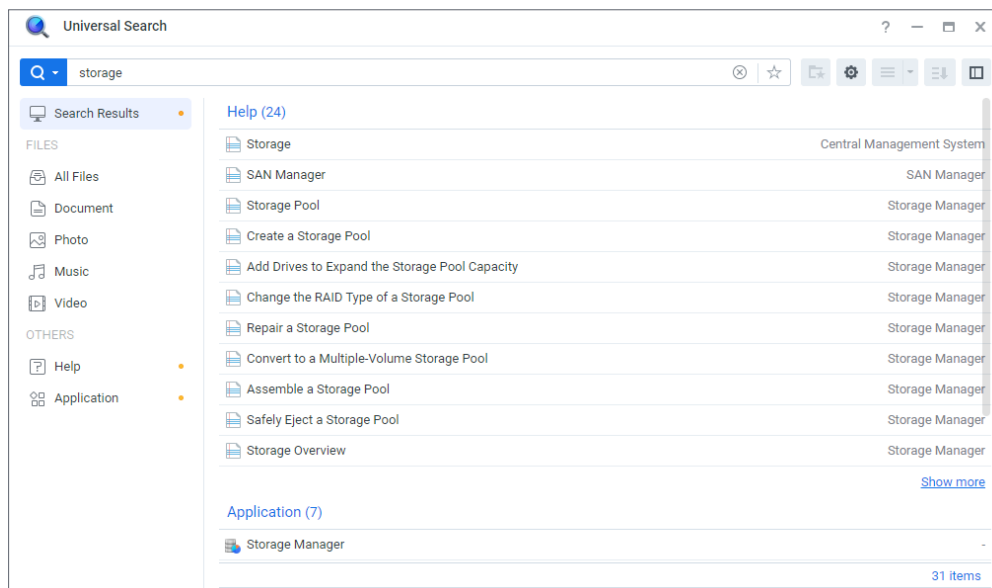 Universal Search
storage
Search Results
FILES
All Files
Document
Photo
Music
Video
OTHERS
Help
Application
Help (24)
Storage Central Management System
SAN Manager SAN Manager
Storage Pool Storage Manager
Create a Storage Pool Storage Manager
Add Drives to Expand the Storage Pool Capacity Storage Manager
Change the RAID Type of a Storage Pool Storage Manager
Repair a Storage Pool Storage Manager
Convert to a Multiple-Volume Storage Pool Storage Manager
Assemble a Storage Pool Storage Manager
Safely Eject a Storage Pool Storage Manager
Storage Overview Storage Manager
Show more
Application (7)
Storage Manager -
31 items